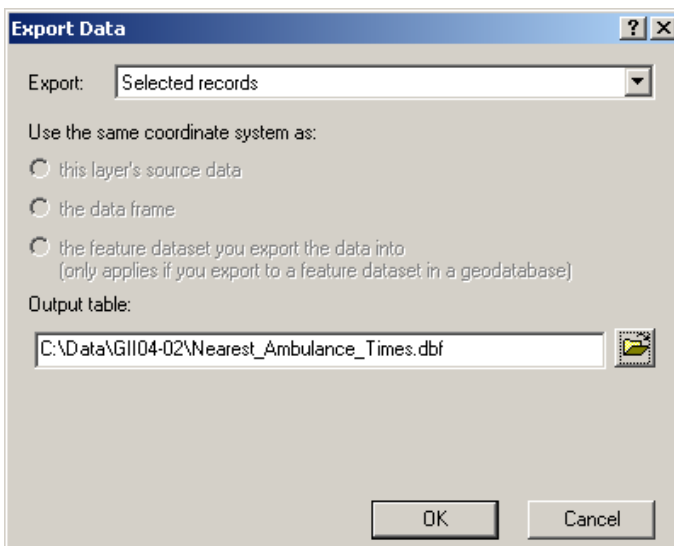 Export Data
Export: Selected records
Use the same coordinate system as:
this layer's source data
the data frame
the feature dataset you export the data into
(only applies if you export to a feature dataset in a geodatabase)
Output table:
C:\Data\GII04-02\Nearest_Ambulance_Times.dbf
OK Cancel